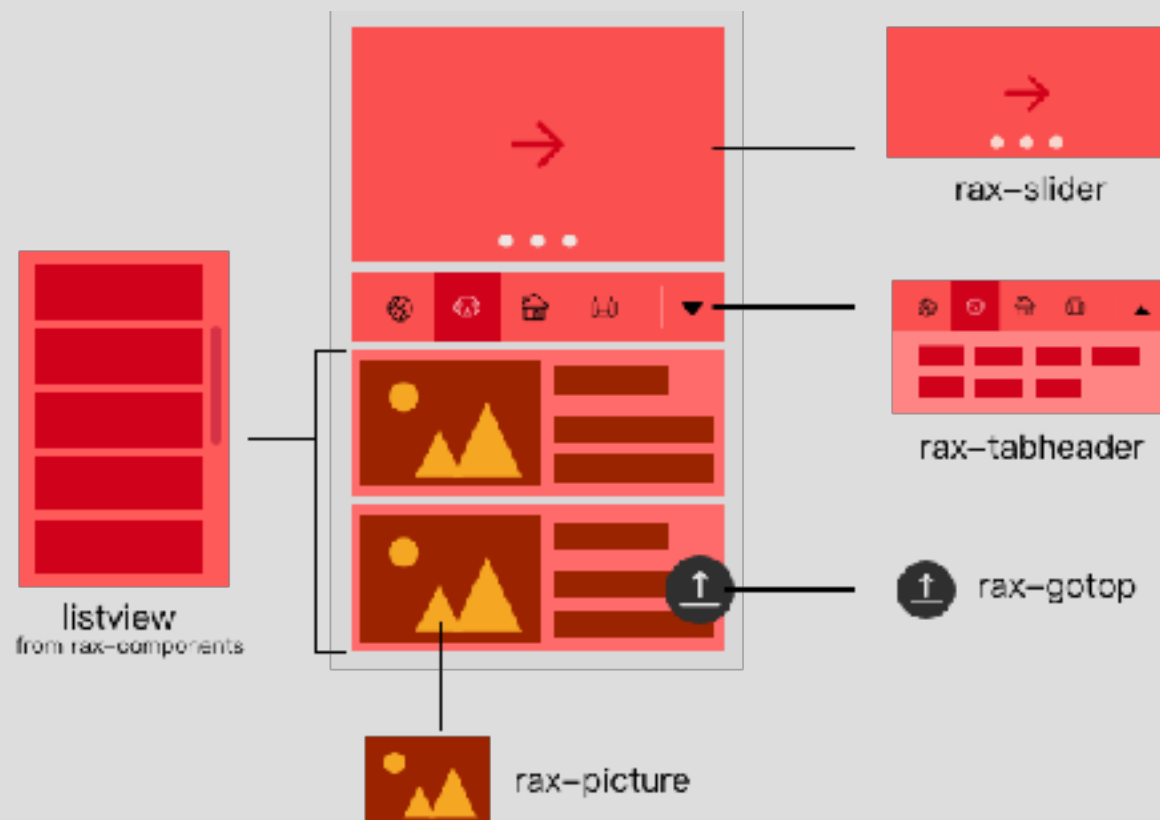 rax-slider
rax-tabheader
listview
from rax-components
rax-gotop
rax-picture